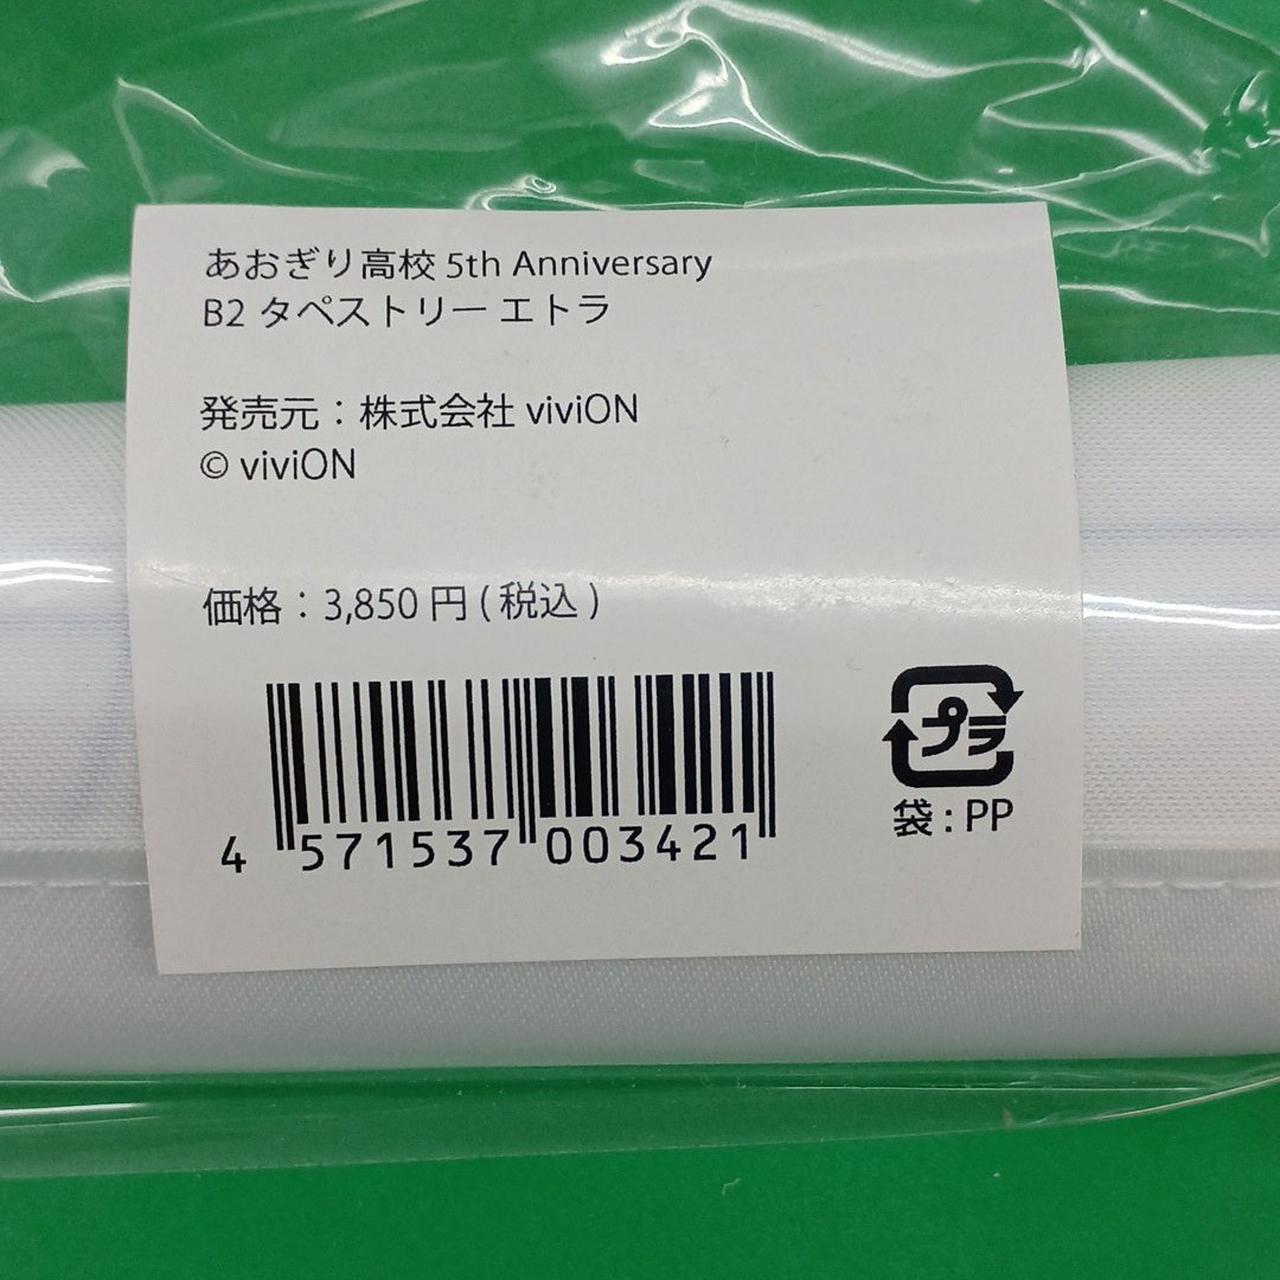 あおぎり高校 5th Anniversary
B2 タペストリー エトラ
発売元：株式会社 viviON
© viviON
価格：3,850 円 ( 税込 )
4 571537 003421
プラ
袋 : PP